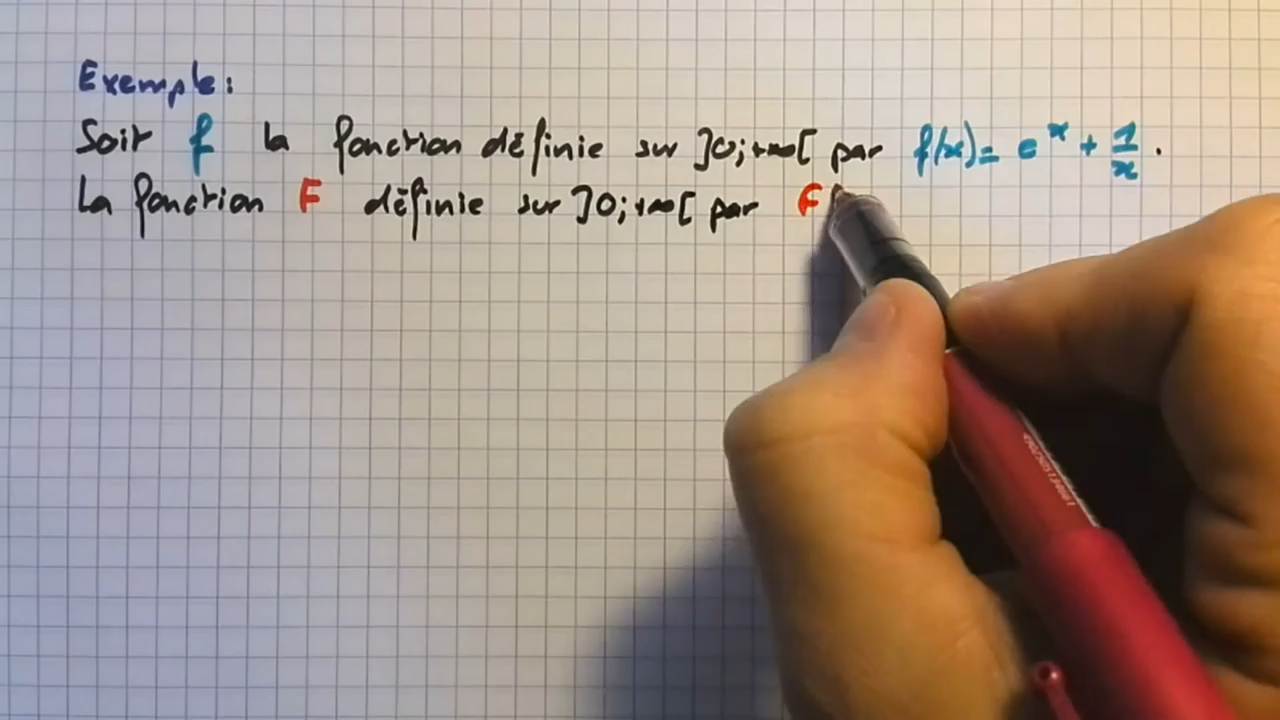 Exemple:
Soit f la fonction définie sur ]0;+∞[ par f(x)= e^x + 1/x.
La fonction F définie sur ]0;+∞[ par F